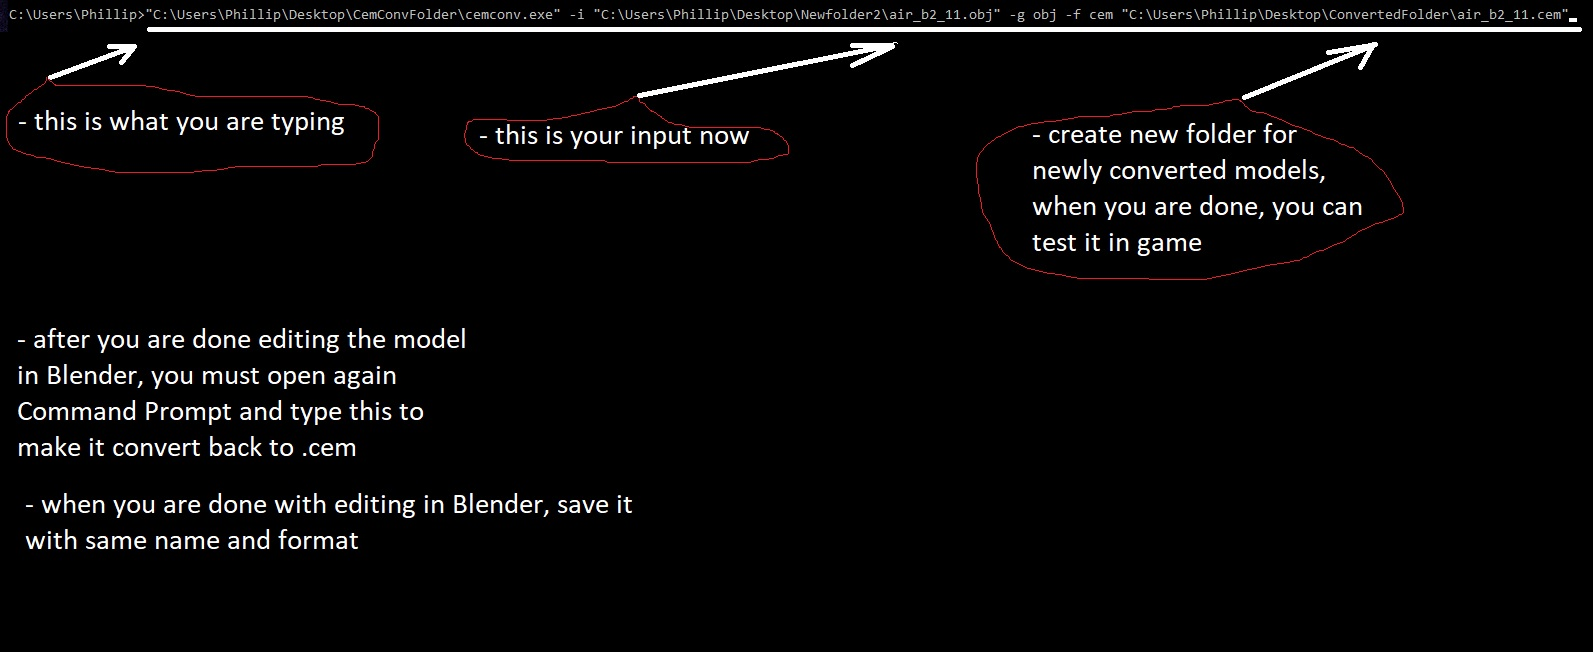 C:\Users\Phillip>"C:\Users\Phillip\Desktop\CemConvFolder\cemconv.exe" -i "C:\Users\Phillip\Desktop\Newfolder2\air_b2_11.obj" -g obj -f cem "C:\Users\Phillip\Desktop\ConvertedFolder\air_b2_11.cem"
- this is what you are typing
- this is your input now
- create new folder for
newly converted models,
when you are done, you can
test it in game
- after you are done editing the model
in Blender, you must open again
Command Prompt and type this to
make it convert back to .cem
- when you are done with editing in Blender, save it
with same name and format